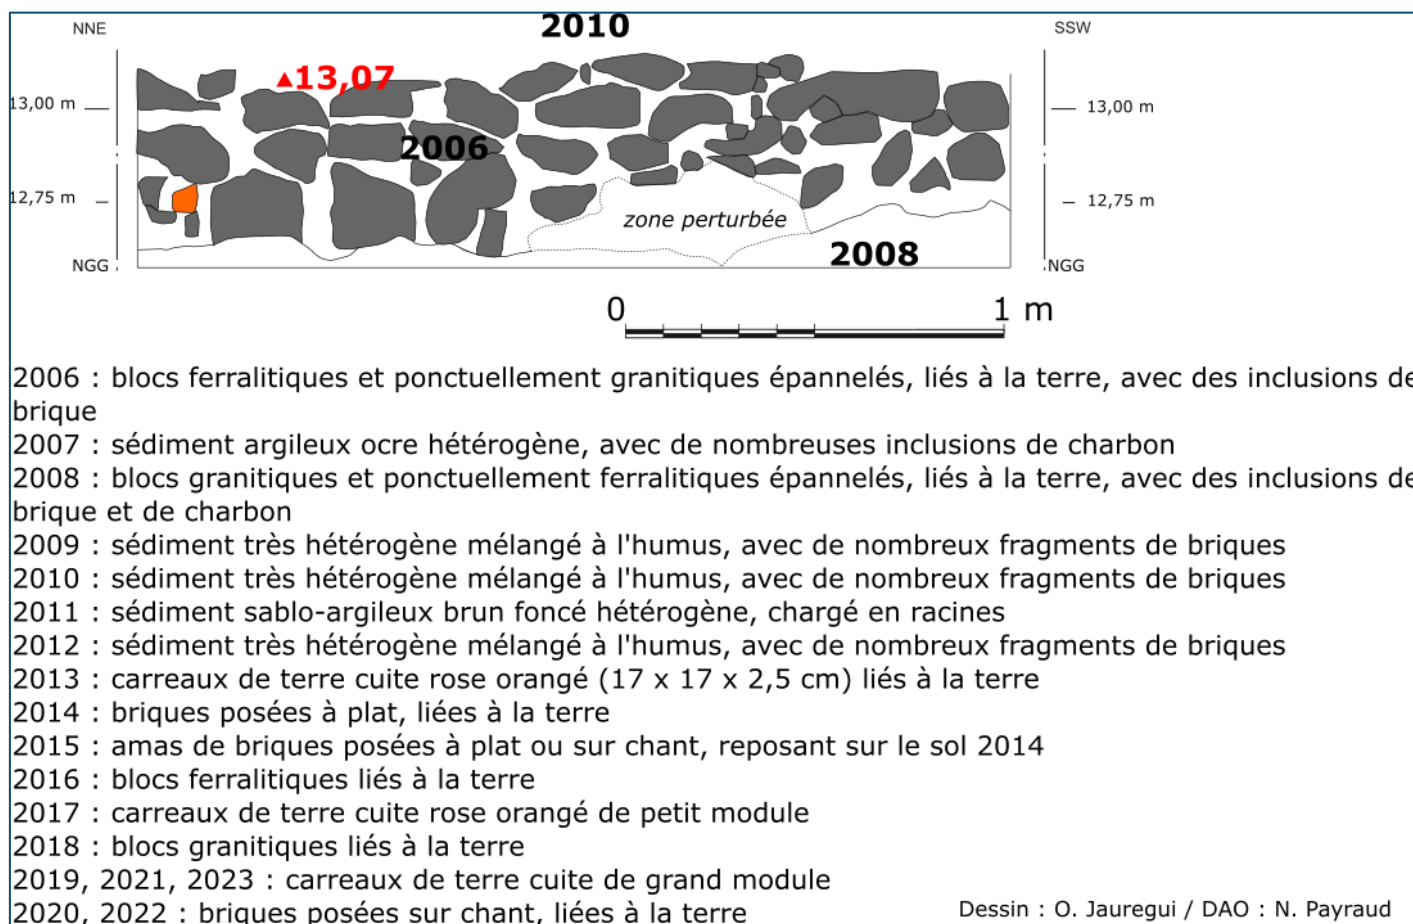 NNE
2010
SSW
▲13,07
13,00 m
13,00 m
2006
12,75 m
12,75 m
zone perturbée
2008
NGG
NGG
0
1 m
2006 : blocs ferralitiques et ponctuellement granitiques épannelés, liés à la terre, avec des inclusions de
brique
2007 : sédiment argileux ocre hétérogène, avec de nombreuses inclusions de charbon
2008 : blocs granitiques et ponctuellement ferralitiques épannelés, liés à la terre, avec des inclusions de
brique et de charbon
2009 : sédiment très hétérogène mélangé à l'humus, avec de nombreux fragments de briques
2010 : sédiment très hétérogène mélangé à l'humus, avec de nombreux fragments de briques
2011 : sédiment sablo-argileux brun foncé hétérogène, chargé en racines
2012 : sédiment très hétérogène mélangé à l'humus, avec de nombreux fragments de briques
2013 : carreaux de terre cuite rose orangé (17 x 17 x 2,5 cm) liés à la terre
2014 : briques posées à plat, liées à la terre
2015 : amas de briques posées à plat ou sur chant, reposant sur le sol 2014
2016 : blocs ferralitiques liés à la terre
2017 : carreaux de terre cuite rose orangé de petit module
2018 : blocs granitiques liés à la terre
2019, 2021, 2023 : carreaux de terre cuite de grand module
2020, 2022 : briques posées sur chant, liées à la terre
Dessin : O. Jauregui / DAO : N. Payraud